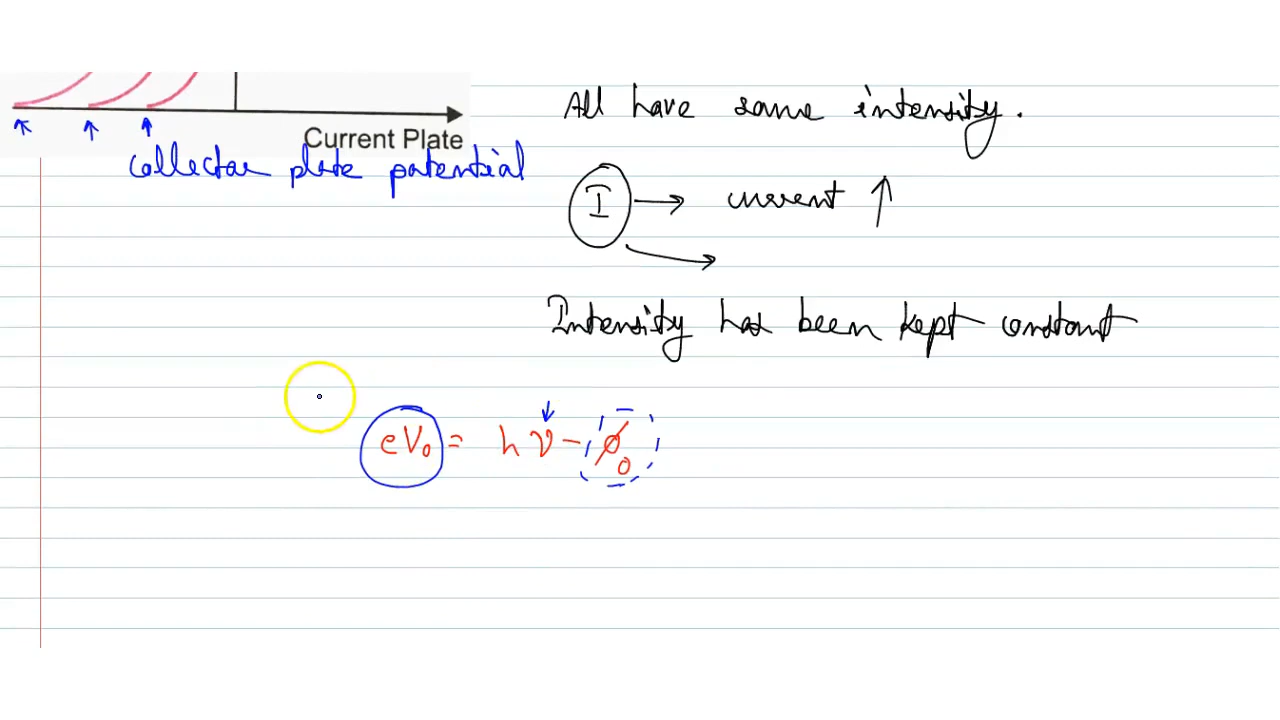 All have same intensity.
Current Plate
collector plate potential
I → current ↑
Intensity has been kept constant
eV₀ = hν − ϕ₀